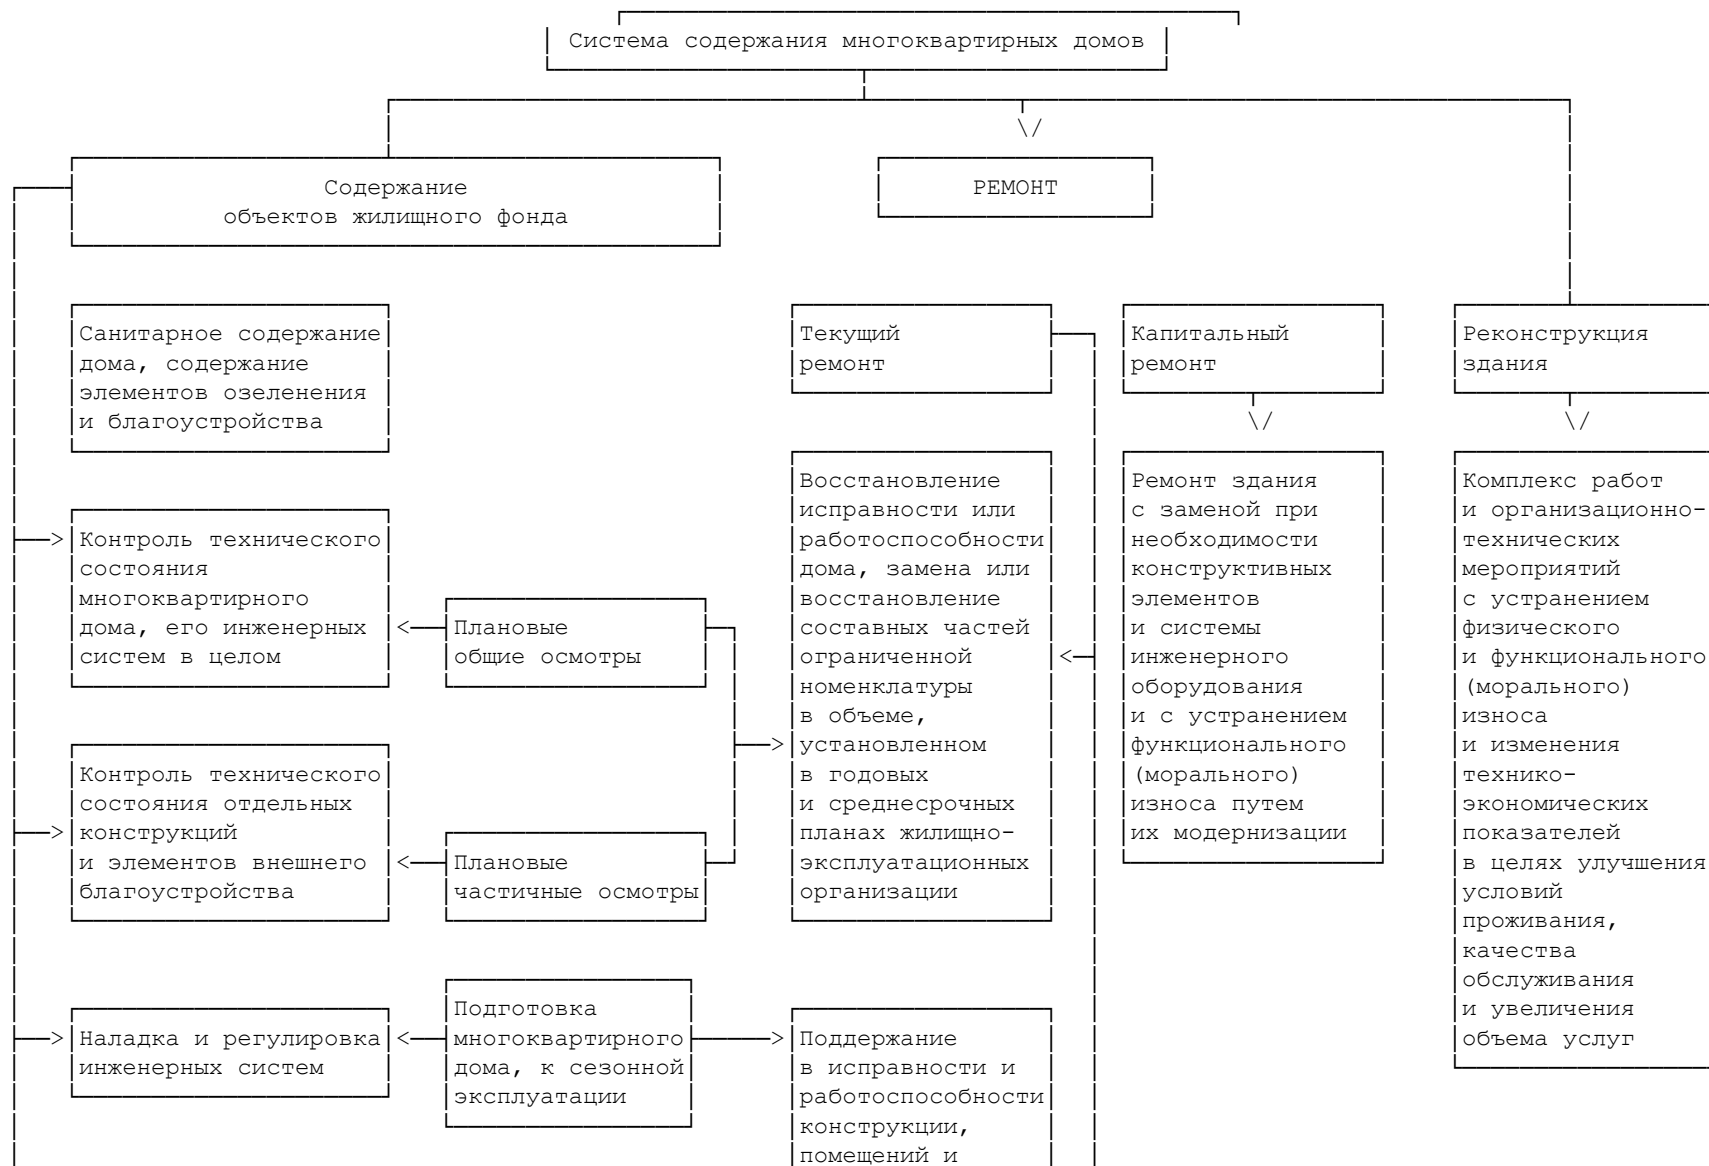 Система содержания многоквартирных домов
Содержание
объектов жилищного фонда
РЕМОНТ
Санитарное содержание
дома, содержание
элементов озеленения
и благоустройства
Текущий
ремонт
Капитальный
ремонт
Реконструкция
здания
Контроль технического
состояния
многоквартирного
дома, его инженерных
систем в целом
Плановые
общие осмотры
Восстановление
исправности или
работоспособности
дома, замена или
восстановление
составных частей
ограниченной
номенклатуры
в объеме,
установленном
в годовых
и среднесрочных
планах жилищно-
эксплуатационных
организации
Ремонт здания
с заменой при
необходимости
конструктивных
элементов
и системы
инженерного
оборудования
и с устранением
функционального
(морального)
износа путем
их модернизации
Комплекс работ
и организационно-
технических
мероприятий
с устранением
физического
и функционального
(морального)
износа
и изменения
технико-
экономических
показателей
в целях улучшения
условий
проживания,
качества
обслуживания
и увеличения
объема услуг
Контроль технического
состояния отдельных
конструкций
и элементов внешнего
благоустройства
Плановые
частичные осмотры
Наладка и регулировка
инженерных систем
Подготовка
многоквартирного
дома, к сезонной
эксплуатации
Поддержание
в исправности и
работоспособности
конструкции,
помещений и